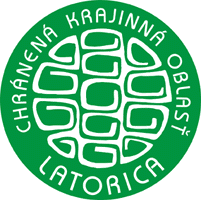 CHRÁNENÁ KRAJINNÁ OBLASŤ
LATORICA